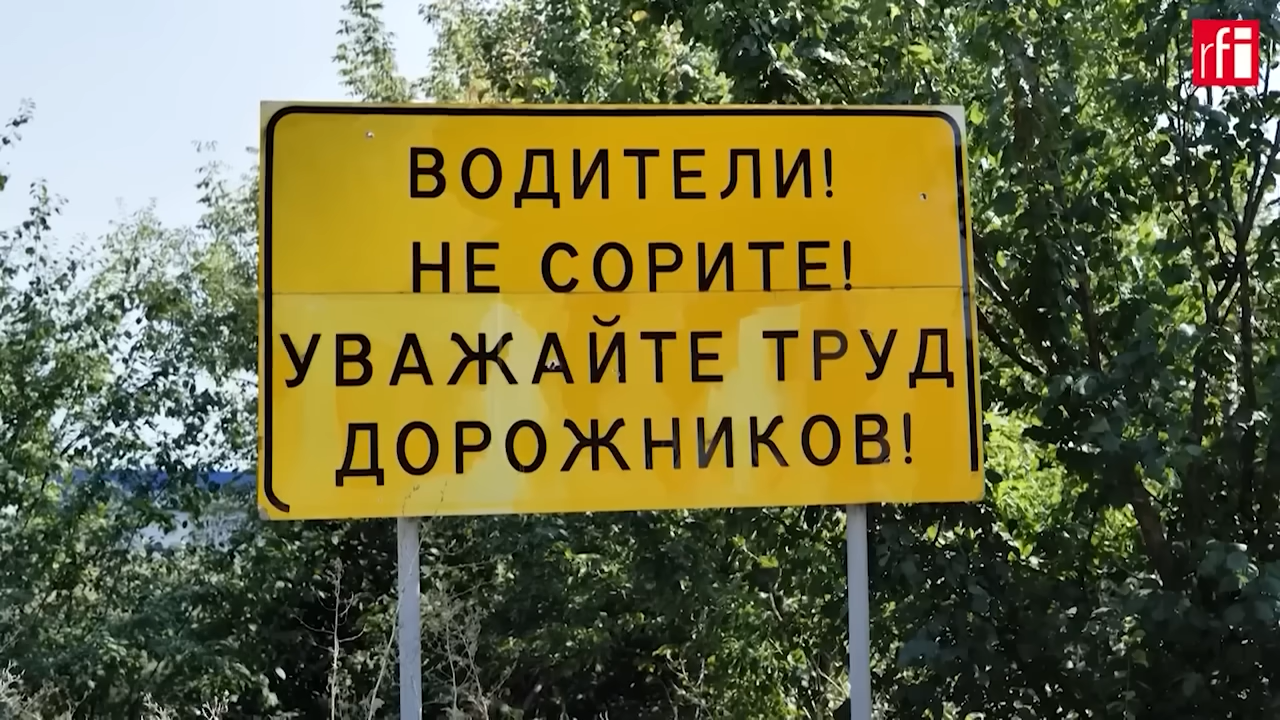 rfi
ВОДИТЕЛИ!
НЕ СОРИТЕ!
УВАЖАЙТЕ ТРУД
ДОРОЖНИКОВ!